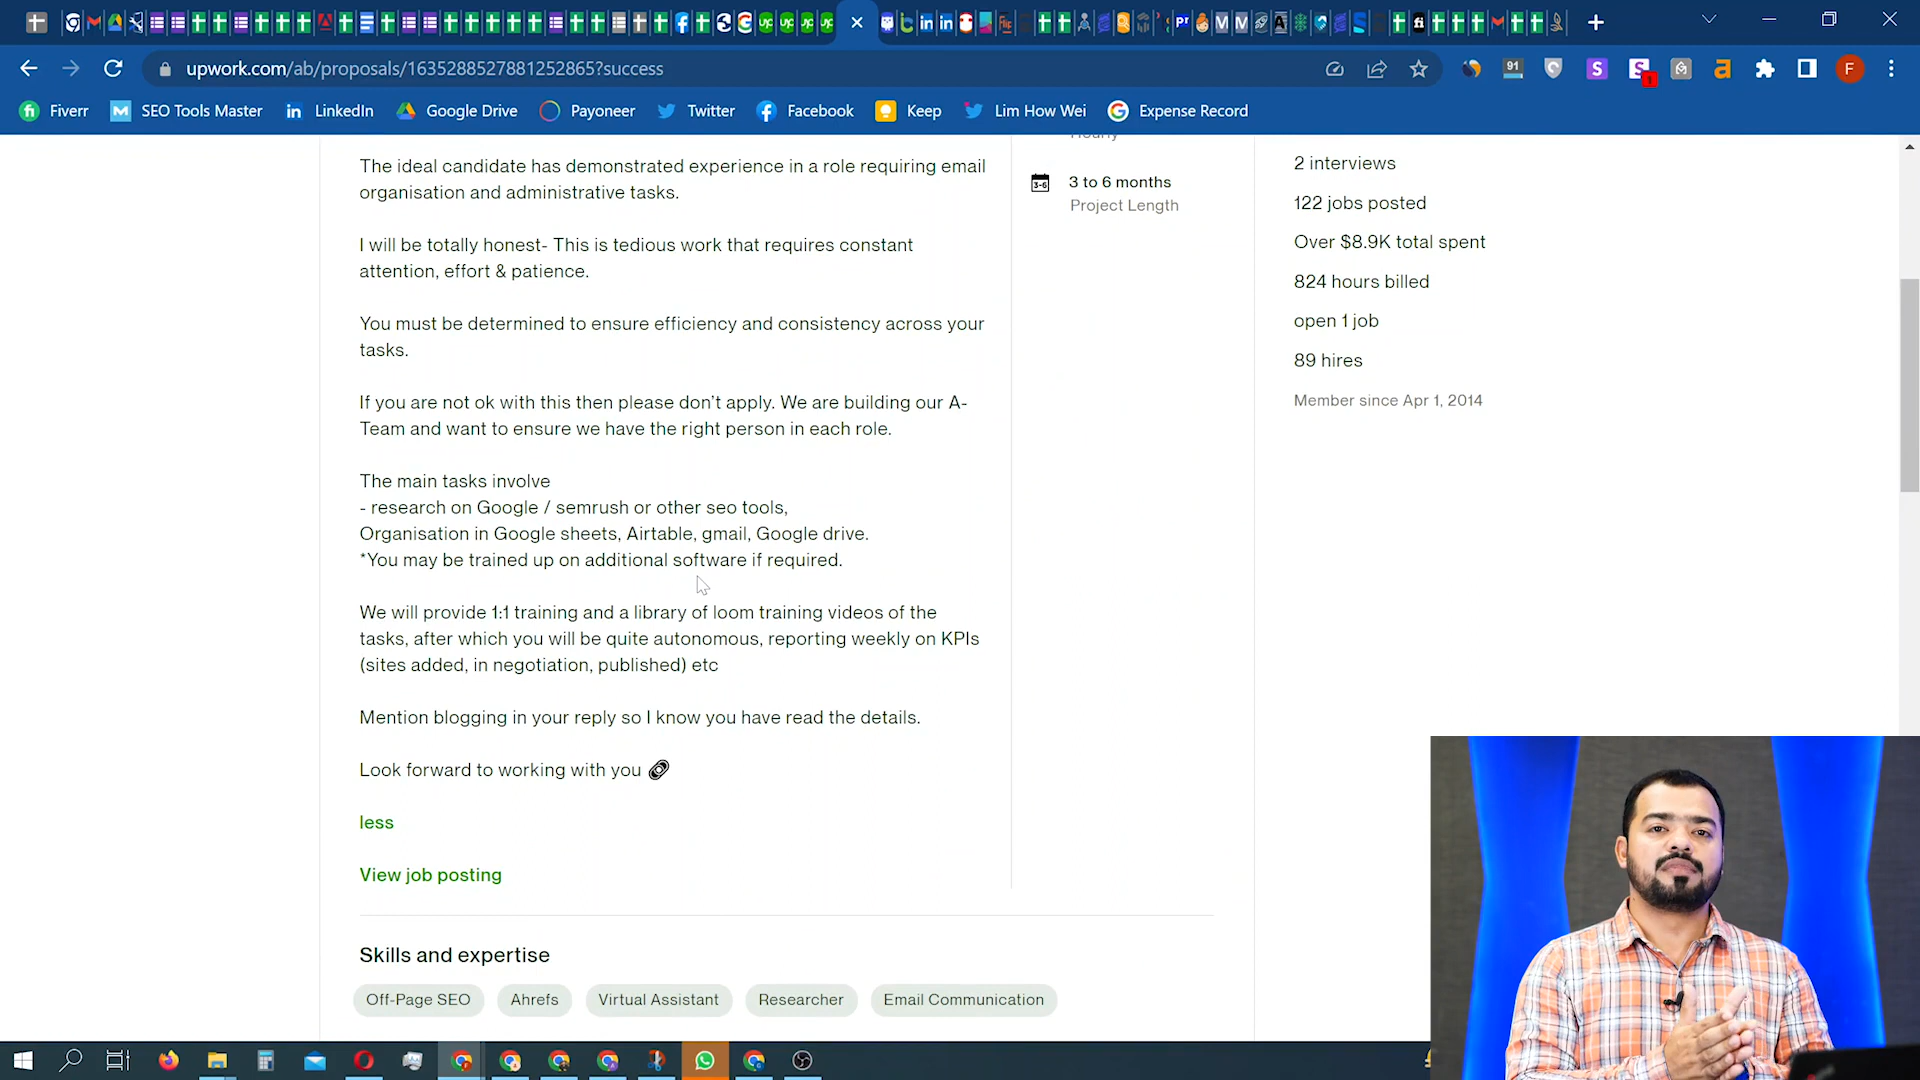 upwork.com/ab/proposals/1635288527881252865?success
91
1
F
Fiverr
SEO Tools Master
LinkedIn
Google Drive
Payoneer
Twitter
Facebook
Keep
Lim How Wei
Expense Record
The ideal candidate has demonstrated experience in a role requiring email
organisation and administrative tasks.
I will be totally honest- This is tedious work that requires constant
attention, effort & patience.
You must be determined to ensure efficiency and consistency across your
tasks.
If you are not ok with this then please don't apply. We are building our A-
Team and want to ensure we have the right person in each role.
The main tasks involve
- research on Google / semrush or other seo tools,
Organisation in Google sheets, Airtable, gmail, Google drive.
*You may be trained up on additional software if required.
We will provide 1:1 training and a library of loom training videos of the
tasks, after which you will be quite autonomous, reporting weekly on KPIs
(sites added, in negotiation, published) etc
Mention blogging in your reply so I know you have read the details.
Look forward to working with you
less
View job posting
Skills and expertise
Off-Page SEO
Ahrefs
Virtual Assistant
Researcher
Email Communication
Hourly
3-6
3 to 6 months
Project Length
2 interviews
122 jobs posted
Over $8.9K total spent
824 hours billed
open 1 job
89 hires
Member since Apr 1, 2014